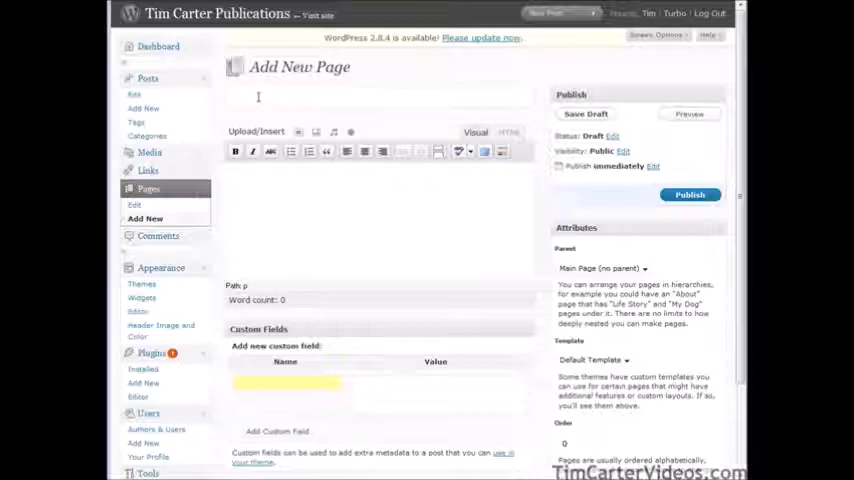 Tim Carter Publications — Visit site
New Post
Tim | Turbo | Log Out
WordPress 2.8.4 is available! Please update now.
Screen Options
Help
Dashboard
Posts
Edit
Add New
Tags
Categories
Media
Links
Pages
Edit
Add New
Comments
Appearance
Themes
Widgets
Editor
Header Image and
Color
Plugins 1
Installed
Add New
Editor
Users
Authors & Users
Add New
Your Profile
Tools
Add New Page
Upload/Insert
Visual
HTML
B I ABC
Path: p
Word count: 0
Custom Fields
Add new custom field:
Name
Value
Add Custom Field
Custom fields can be used to add extra metadata to a post that you can use in
your theme.
Publish
Save Draft
Preview
Status: Draft Edit
Visibility: Public Edit
Publish immediately Edit
Publish
Attributes
Parent
Main Page (no parent)
You can arrange your pages in hierarchies,
for example you could have an "About"
page that has "Life Story" and "My Dog"
pages under it. There are no limits to how
deeply nested you can make pages.
Template
Default Template
Some themes have custom templates you
can use for certain pages that might have
additional features or custom layouts. If so,
you'll see them above.
Order
0
Pages are usually ordered alphabetically,
TimCarterVideos.com